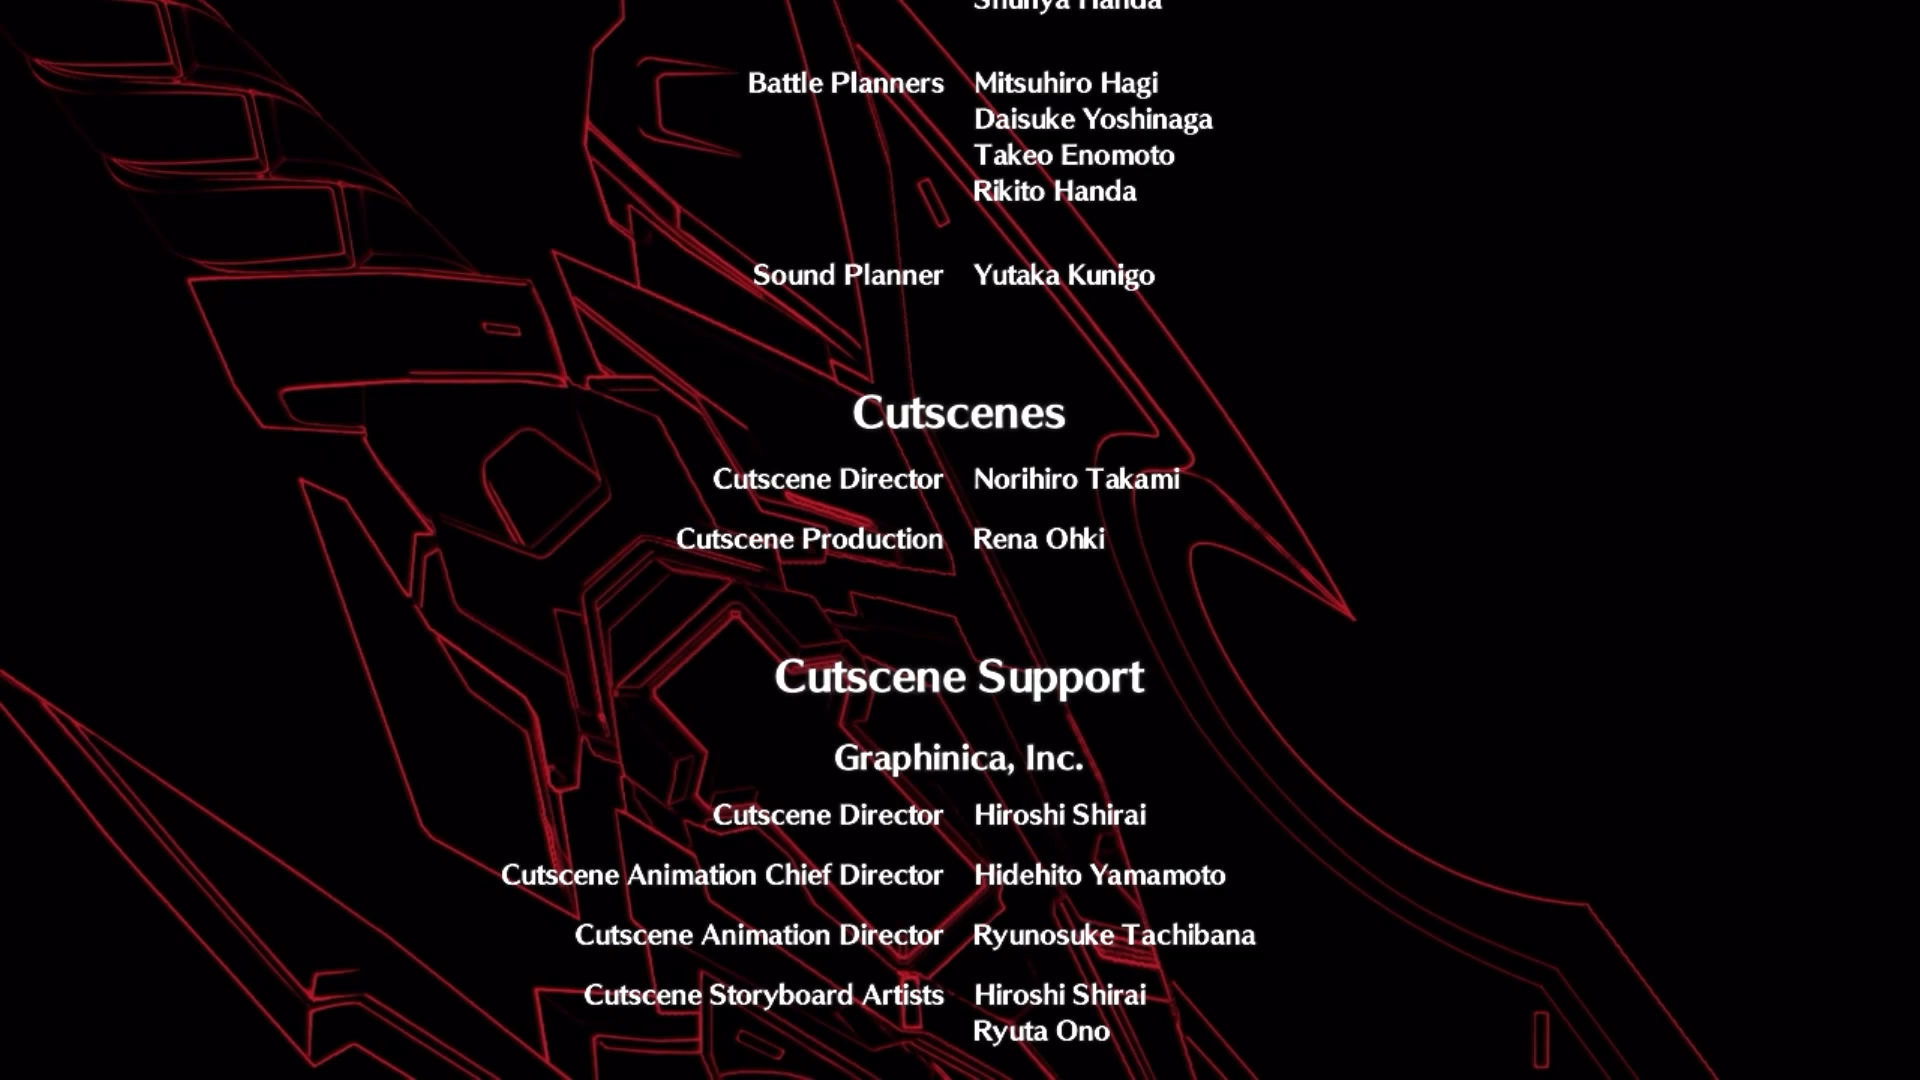 Shunya Handa
Battle Planners Mitsuhiro Hagi
Daisuke Yoshinaga
Takeo Enomoto
Rikito Handa
Sound Planner Yutaka Kunigo
Cutscenes
Cutscene Director Norihiro Takami
Cutscene Production Rena Ohki
Cutscene Support
Graphinica, Inc.
Cutscene Director Hiroshi Shirai
Cutscene Animation Chief Director Hidehito Yamamoto
Cutscene Animation Director Ryunosuke Tachibana
Cutscene Storyboard Artists Hiroshi Shirai
Ryuta Ono